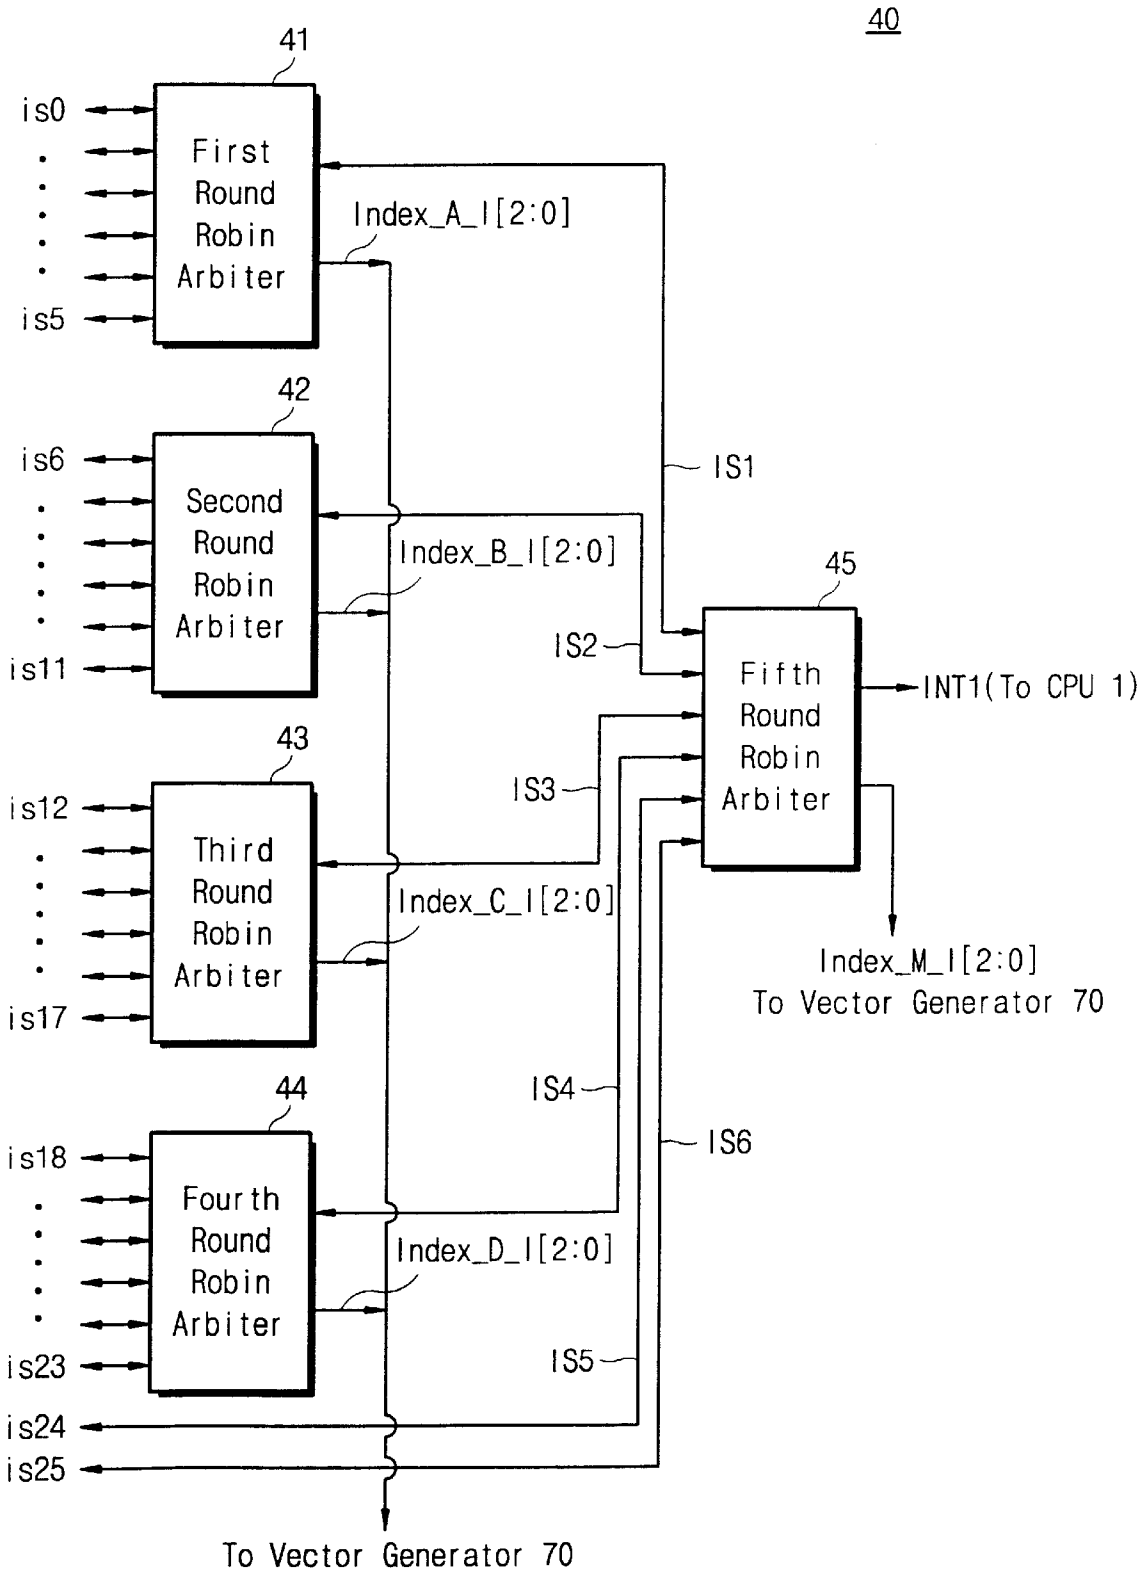 40
41
is0
First
Round
Robin
Arbiter
is5
Index_A_I[2:0]
42
is6
Second
Round
Robin
Arbiter
is11
IS1
Index_B_I[2:0]
IS2
45
Fifth
Round
Robin
Arbiter
INT1(To CPU 1)
43
is12
Third
Round
Robin
Arbiter
is17
IS3
Index_C_I[2:0]
Index_M_I[2:0]
To Vector Generator 70
44
IS4
IS6
is18
Fourth
Round
Robin
Arbiter
is23
Index_D_I[2:0]
IS5
is24
is25
To Vector Generator 70